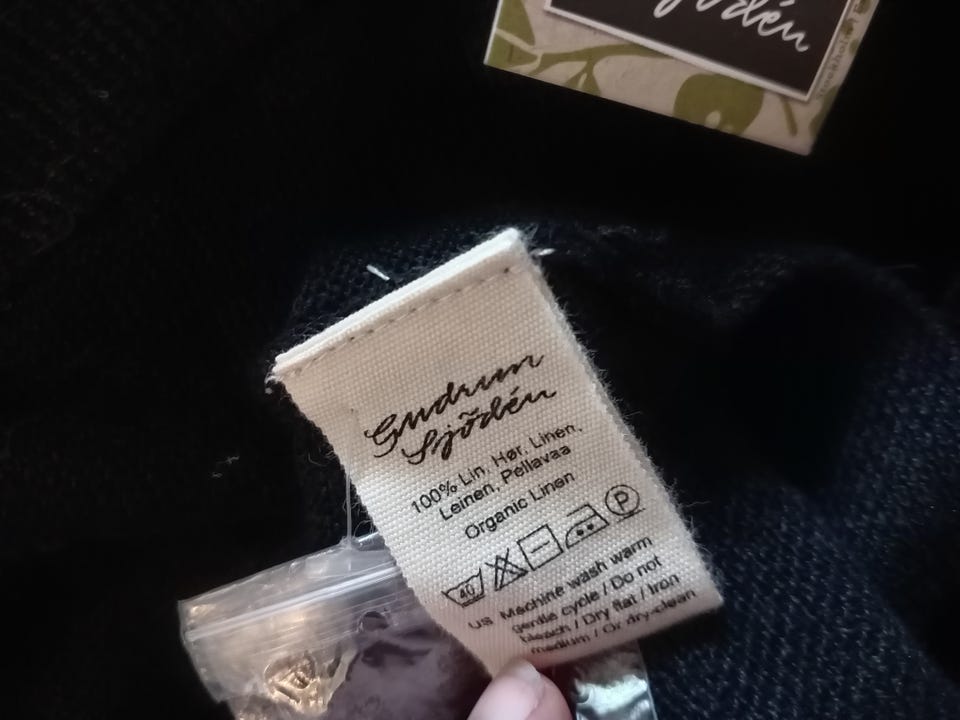 Sjödén
Gudrun
Sjödén
100% Lin, Hør, Linen,
Leinen, Pellavaa
Organic Linen
40 P
US Machine wash warm
gentle cycle / Do not
bleach / Dry flat / Iron
medium / Or dry-clean